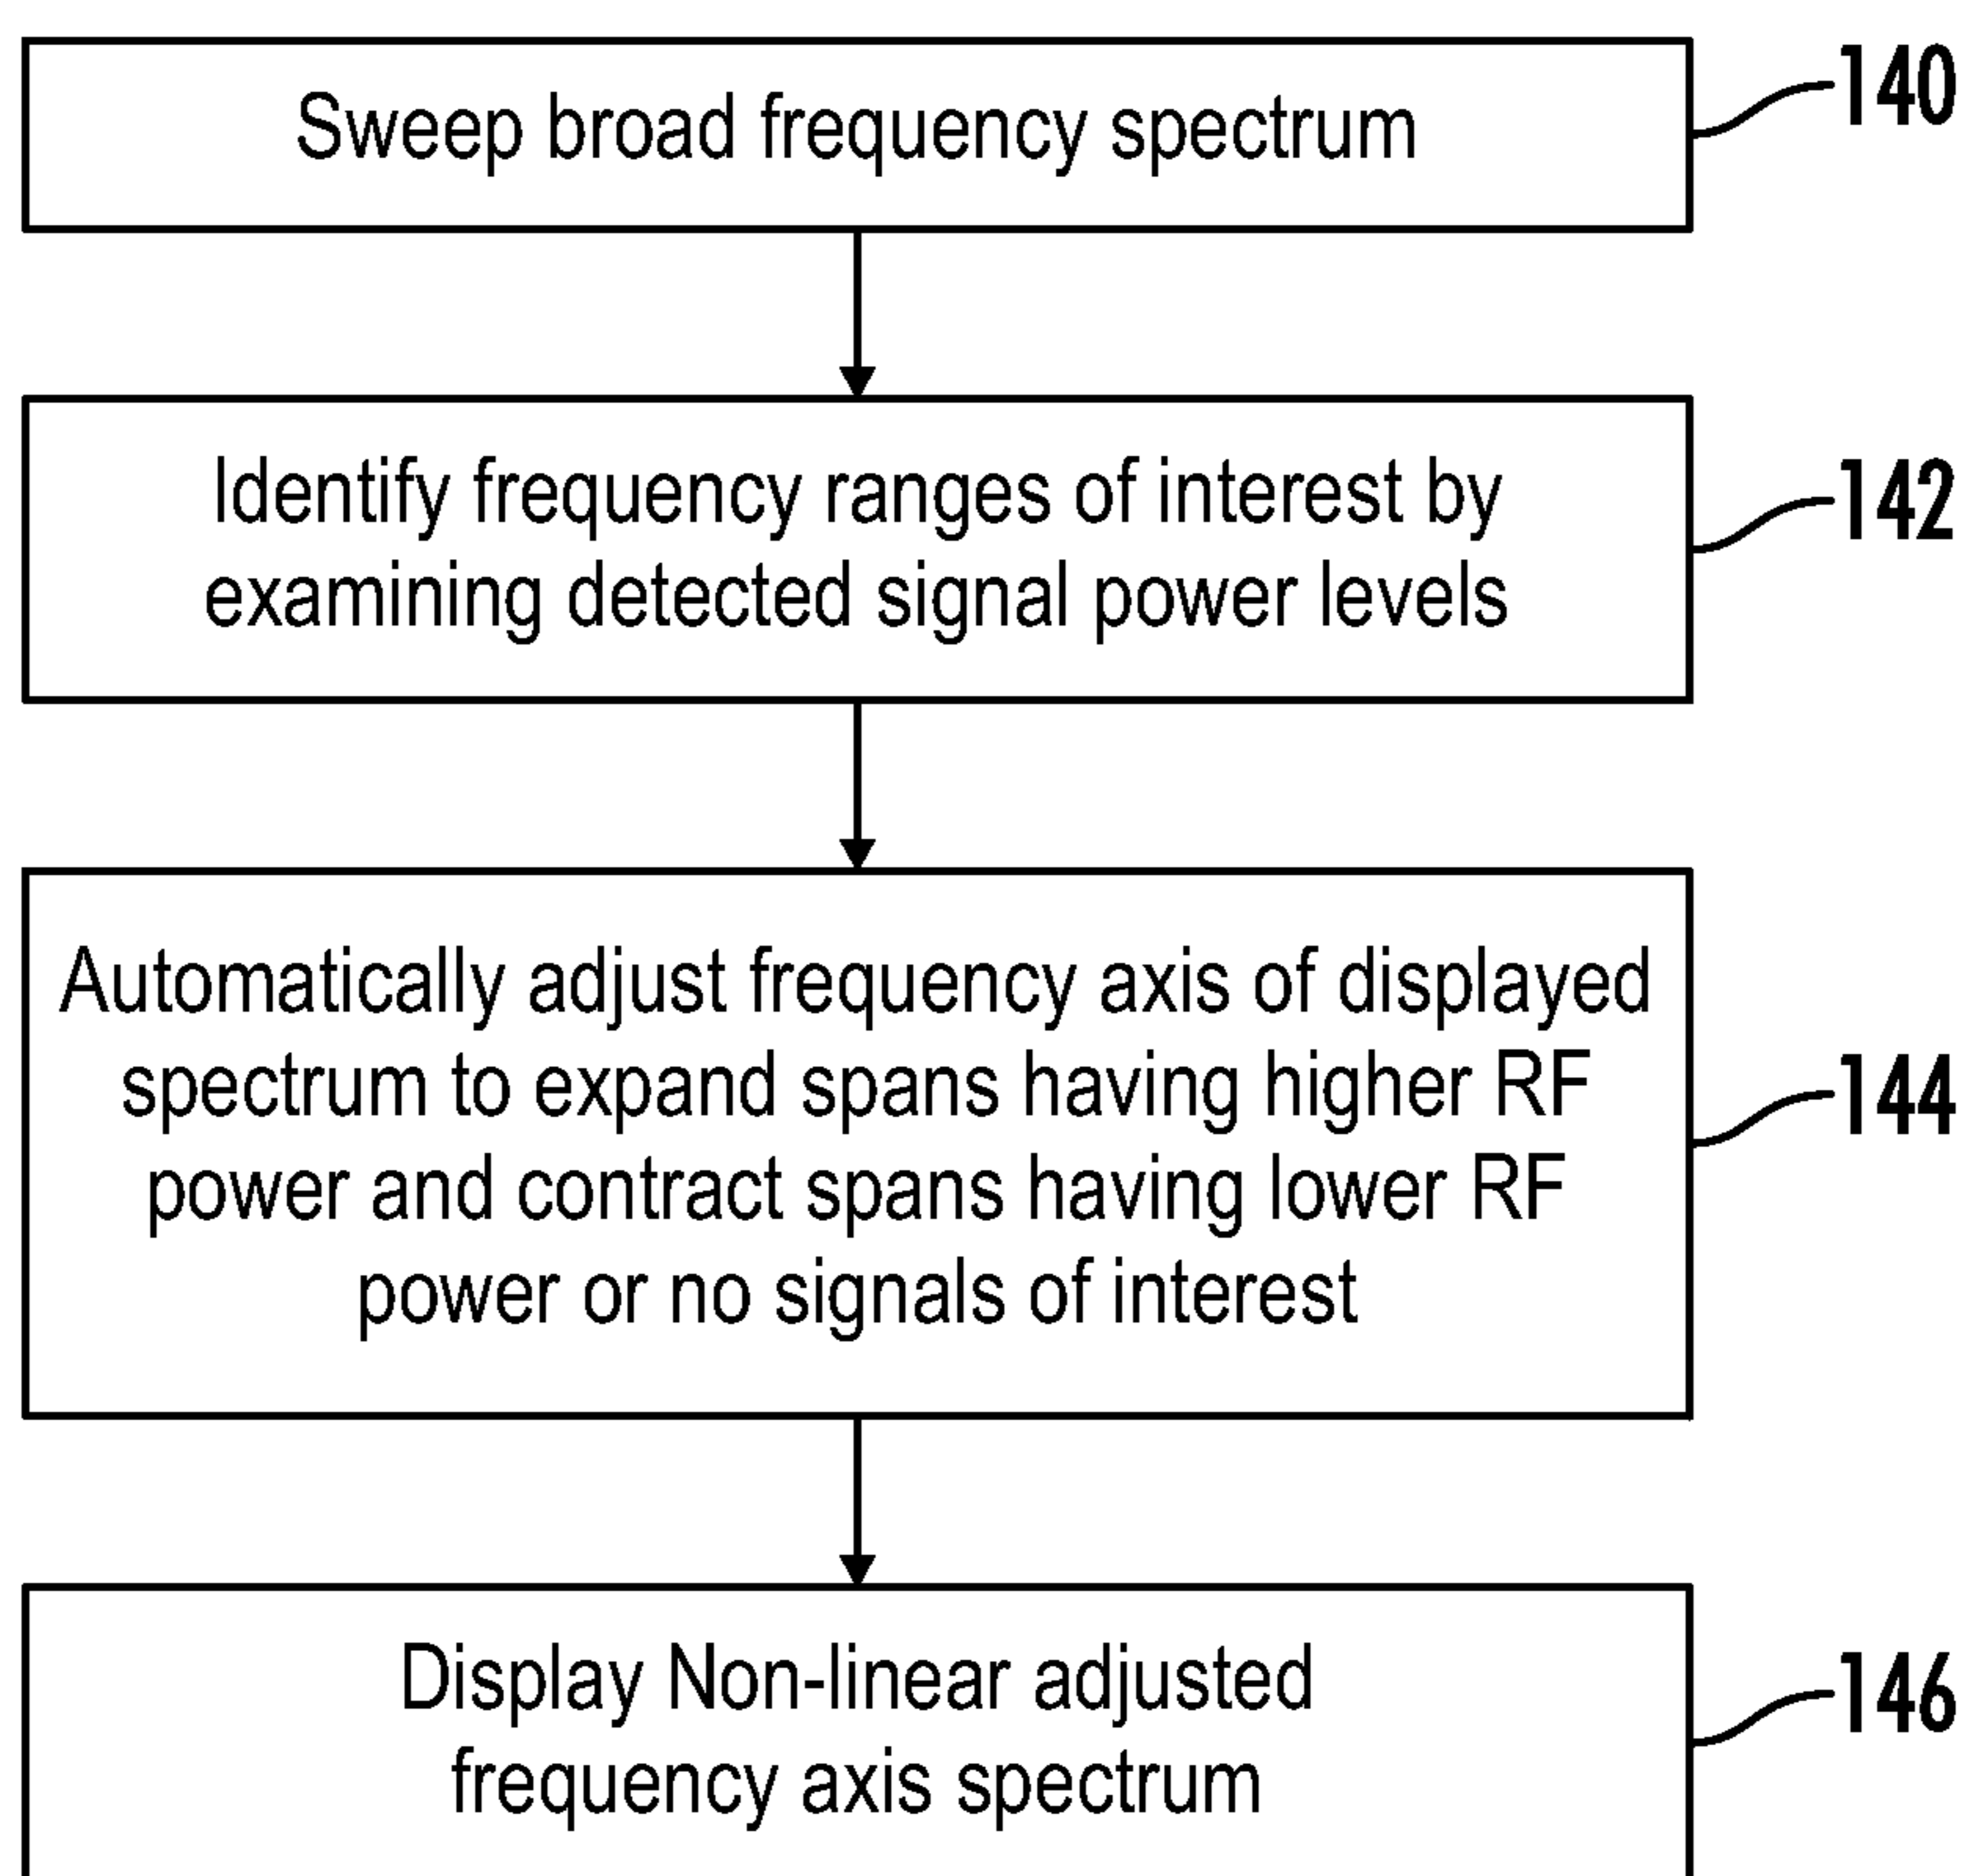 Sweep broad frequency spectrum
140
Identify frequency ranges of interest by
examining detected signal power levels
142
Automatically adjust frequency axis of displayed
spectrum to expand spans having higher RF
power and contract spans having lower RF
power or no signals of interest
144
Display Non-linear adjusted
frequency axis spectrum
146